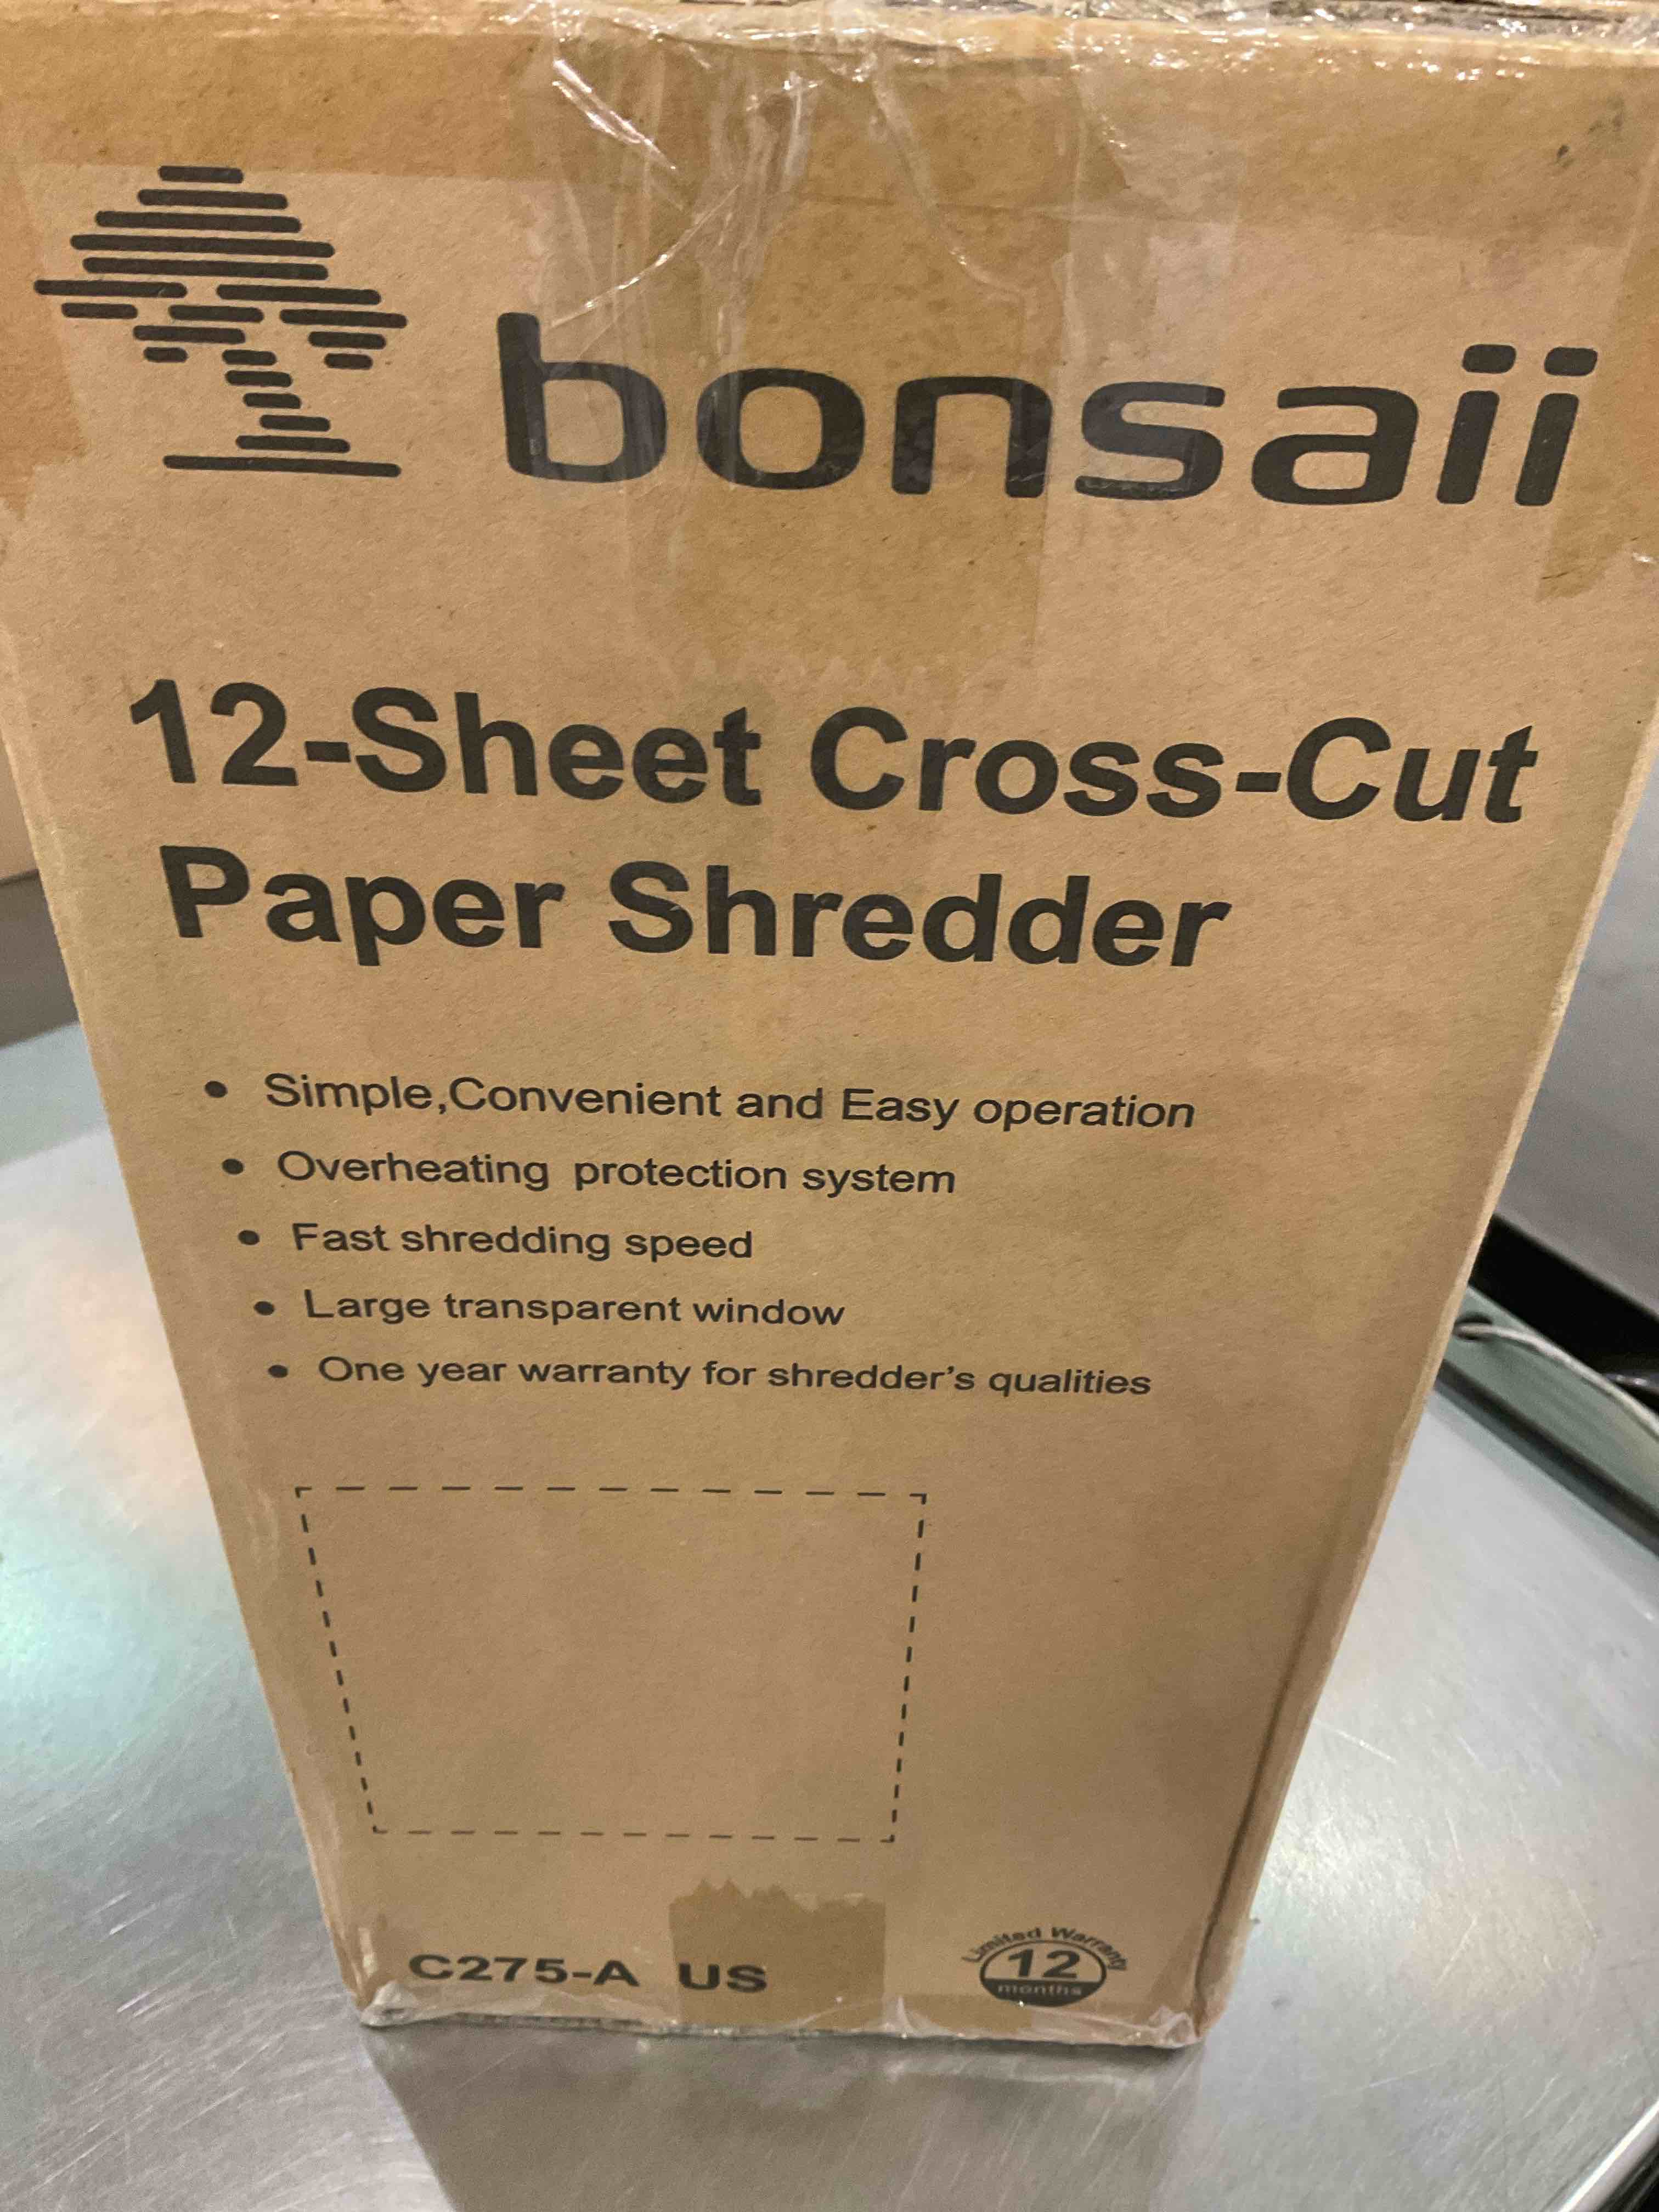 bonsaii
12-Sheet Cross-Cut
Paper Shredder
• Simple,Convenient and Easy operation
• Overheating protection system
• Fast shredding speed
• Large transparent window
• One year warranty for shredder's qualities
C275-A US
Limited Warranty
12
months